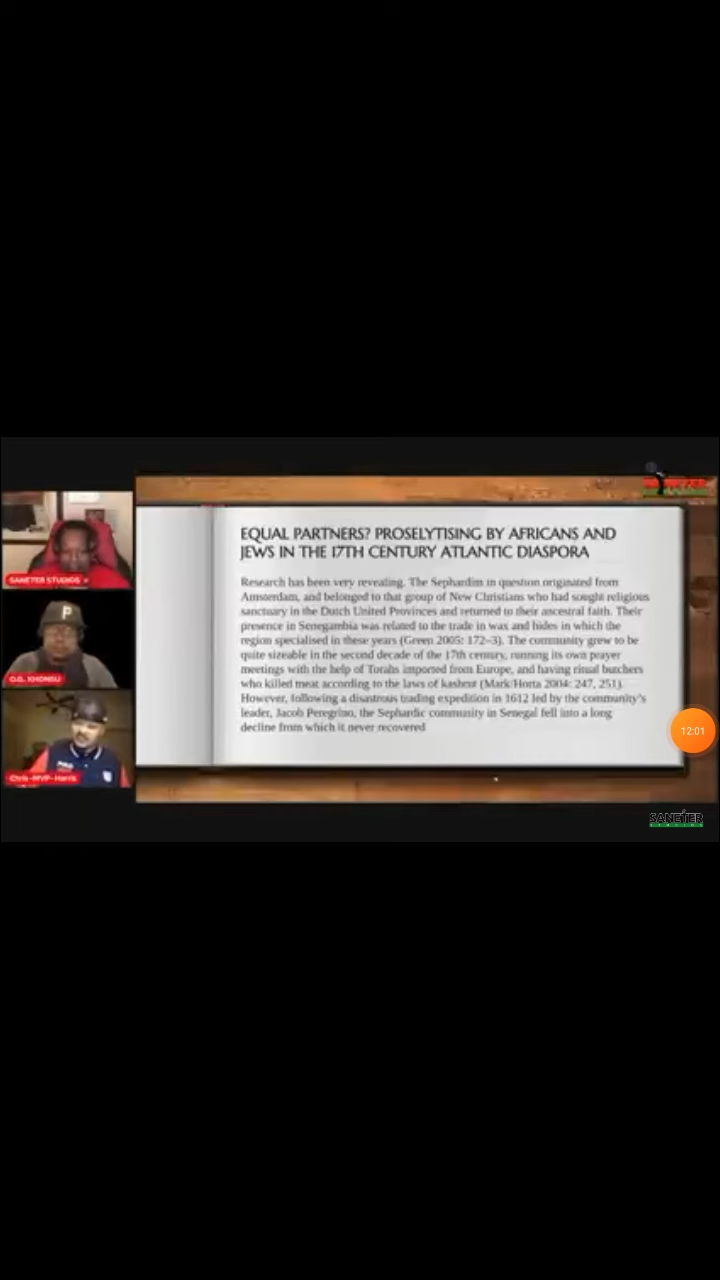 SANETER
EQUAL PARTNERS? PROSELYTISING BY AFRICANS AND
JEWS IN THE 17TH CENTURY ATLANTIC DIASPORA
Research has been very revealing. The Sephardim in question originated from
Amsterdam, and belonged to that group of New Christians who had sought religious
sanctuary in the Dutch United Provinces and returned to their ancestral faith. Their
presence in Senegambia was related to the trade in wax and hides in which the
region specialised in these years (Green 2005: 172–3). The community grew to be
quite sizeable in the second decade of the 17th century, running its own prayer
meetings with the help of Torahs imported from Europe, and having ritual butchers
who killed meat according to the laws of kashrut (Mark/Horta 2004: 247, 251).
However, following a disastrous trading expedition in 1612 led by the community's
leader, Jacob Peregrino, the Sephardic community in Senegal fell into a long
decline from which it never recovered
SANETER STUDIOS
P
O.G. KHONSU
Chris-MVP-Harris
12:01
SANETER